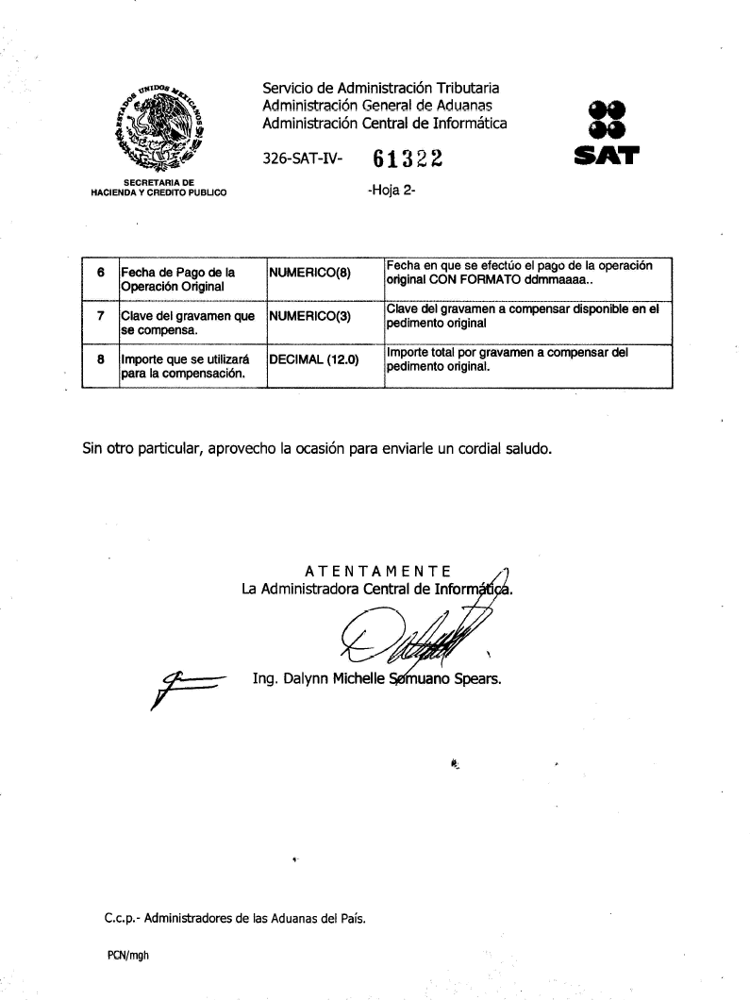 ESTADOS UNIDOS MEXICANOS
SECRETARIA DE
HACIENDA Y CREDITO PUBLICO
Servicio de Administración Tributaria
Administración General de Aduanas
Administración Central de Informática
326-SAT-IV- 61322
-Hoja 2-
SAT
6 Fecha de Pago de la Operación Original NUMERICO(8) Fecha en que se efectúo el pago de la operación original CON FORMATO ddmmaaaa..
7 Clave del gravamen que se compensa. NUMERICO(3) Clave del gravamen a compensar disponible en el pedimento original
8 Importe que se utilizará para la compensación. DECIMAL (12.0) Importe total por gravamen a compensar del pedimento original.
Sin otro particular, aprovecho la ocasión para enviarle un cordial saludo.
A T E N T A M E N T E
La Administradora Central de Informática.
Ing. Dalynn Michelle Somuano Spears.
C.c.p.- Administradores de las Aduanas del País.
PCN/mgh